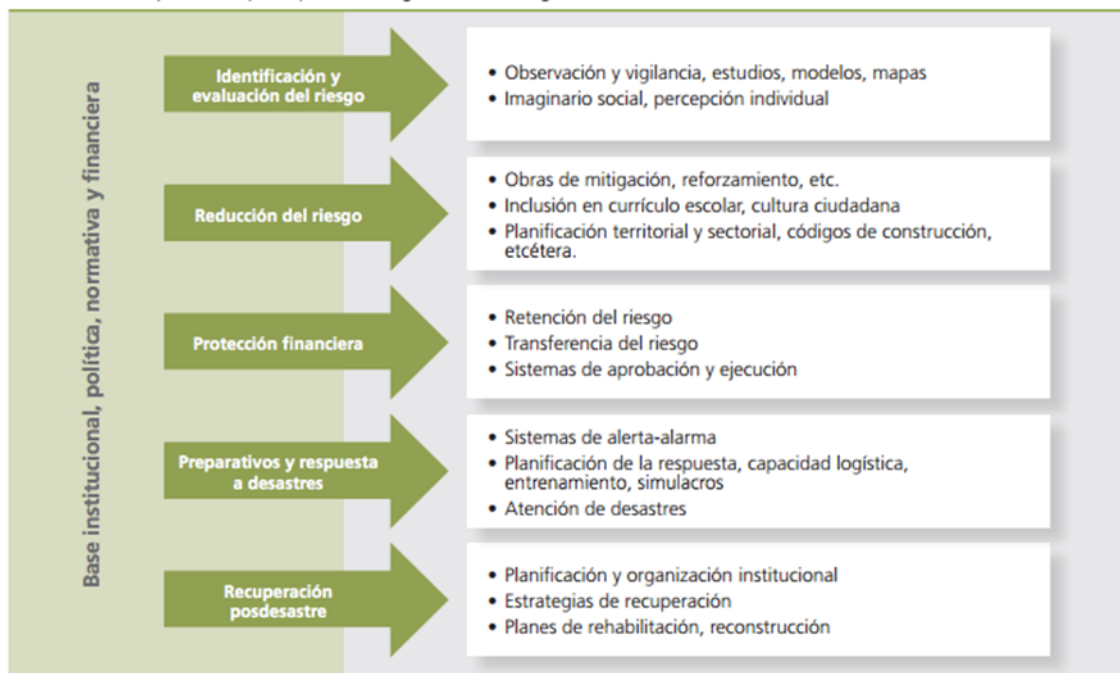 Base institucional, política, normativa y financiera
Identificación y
evaluación del riesgo
• Observación y vigilancia, estudios, modelos, mapas
• Imaginario social, percepción individual
Reducción del riesgo
• Obras de mitigación, reforzamiento, etc.
• Inclusión en currículo escolar, cultura ciudadana
• Planificación territorial y sectorial, códigos de construcción,
etcétera.
Protección financiera
• Retención del riesgo
• Transferencia del riesgo
• Sistemas de aprobación y ejecución
Preparativos y respuesta
a desastres
• Sistemas de alerta-alarma
• Planificación de la respuesta, capacidad logística,
entrenamiento, simulacros
• Atención de desastres
Recuperación
posdesastre
• Planificación y organización institucional
• Estrategias de recuperación
• Planes de rehabilitación, reconstrucción